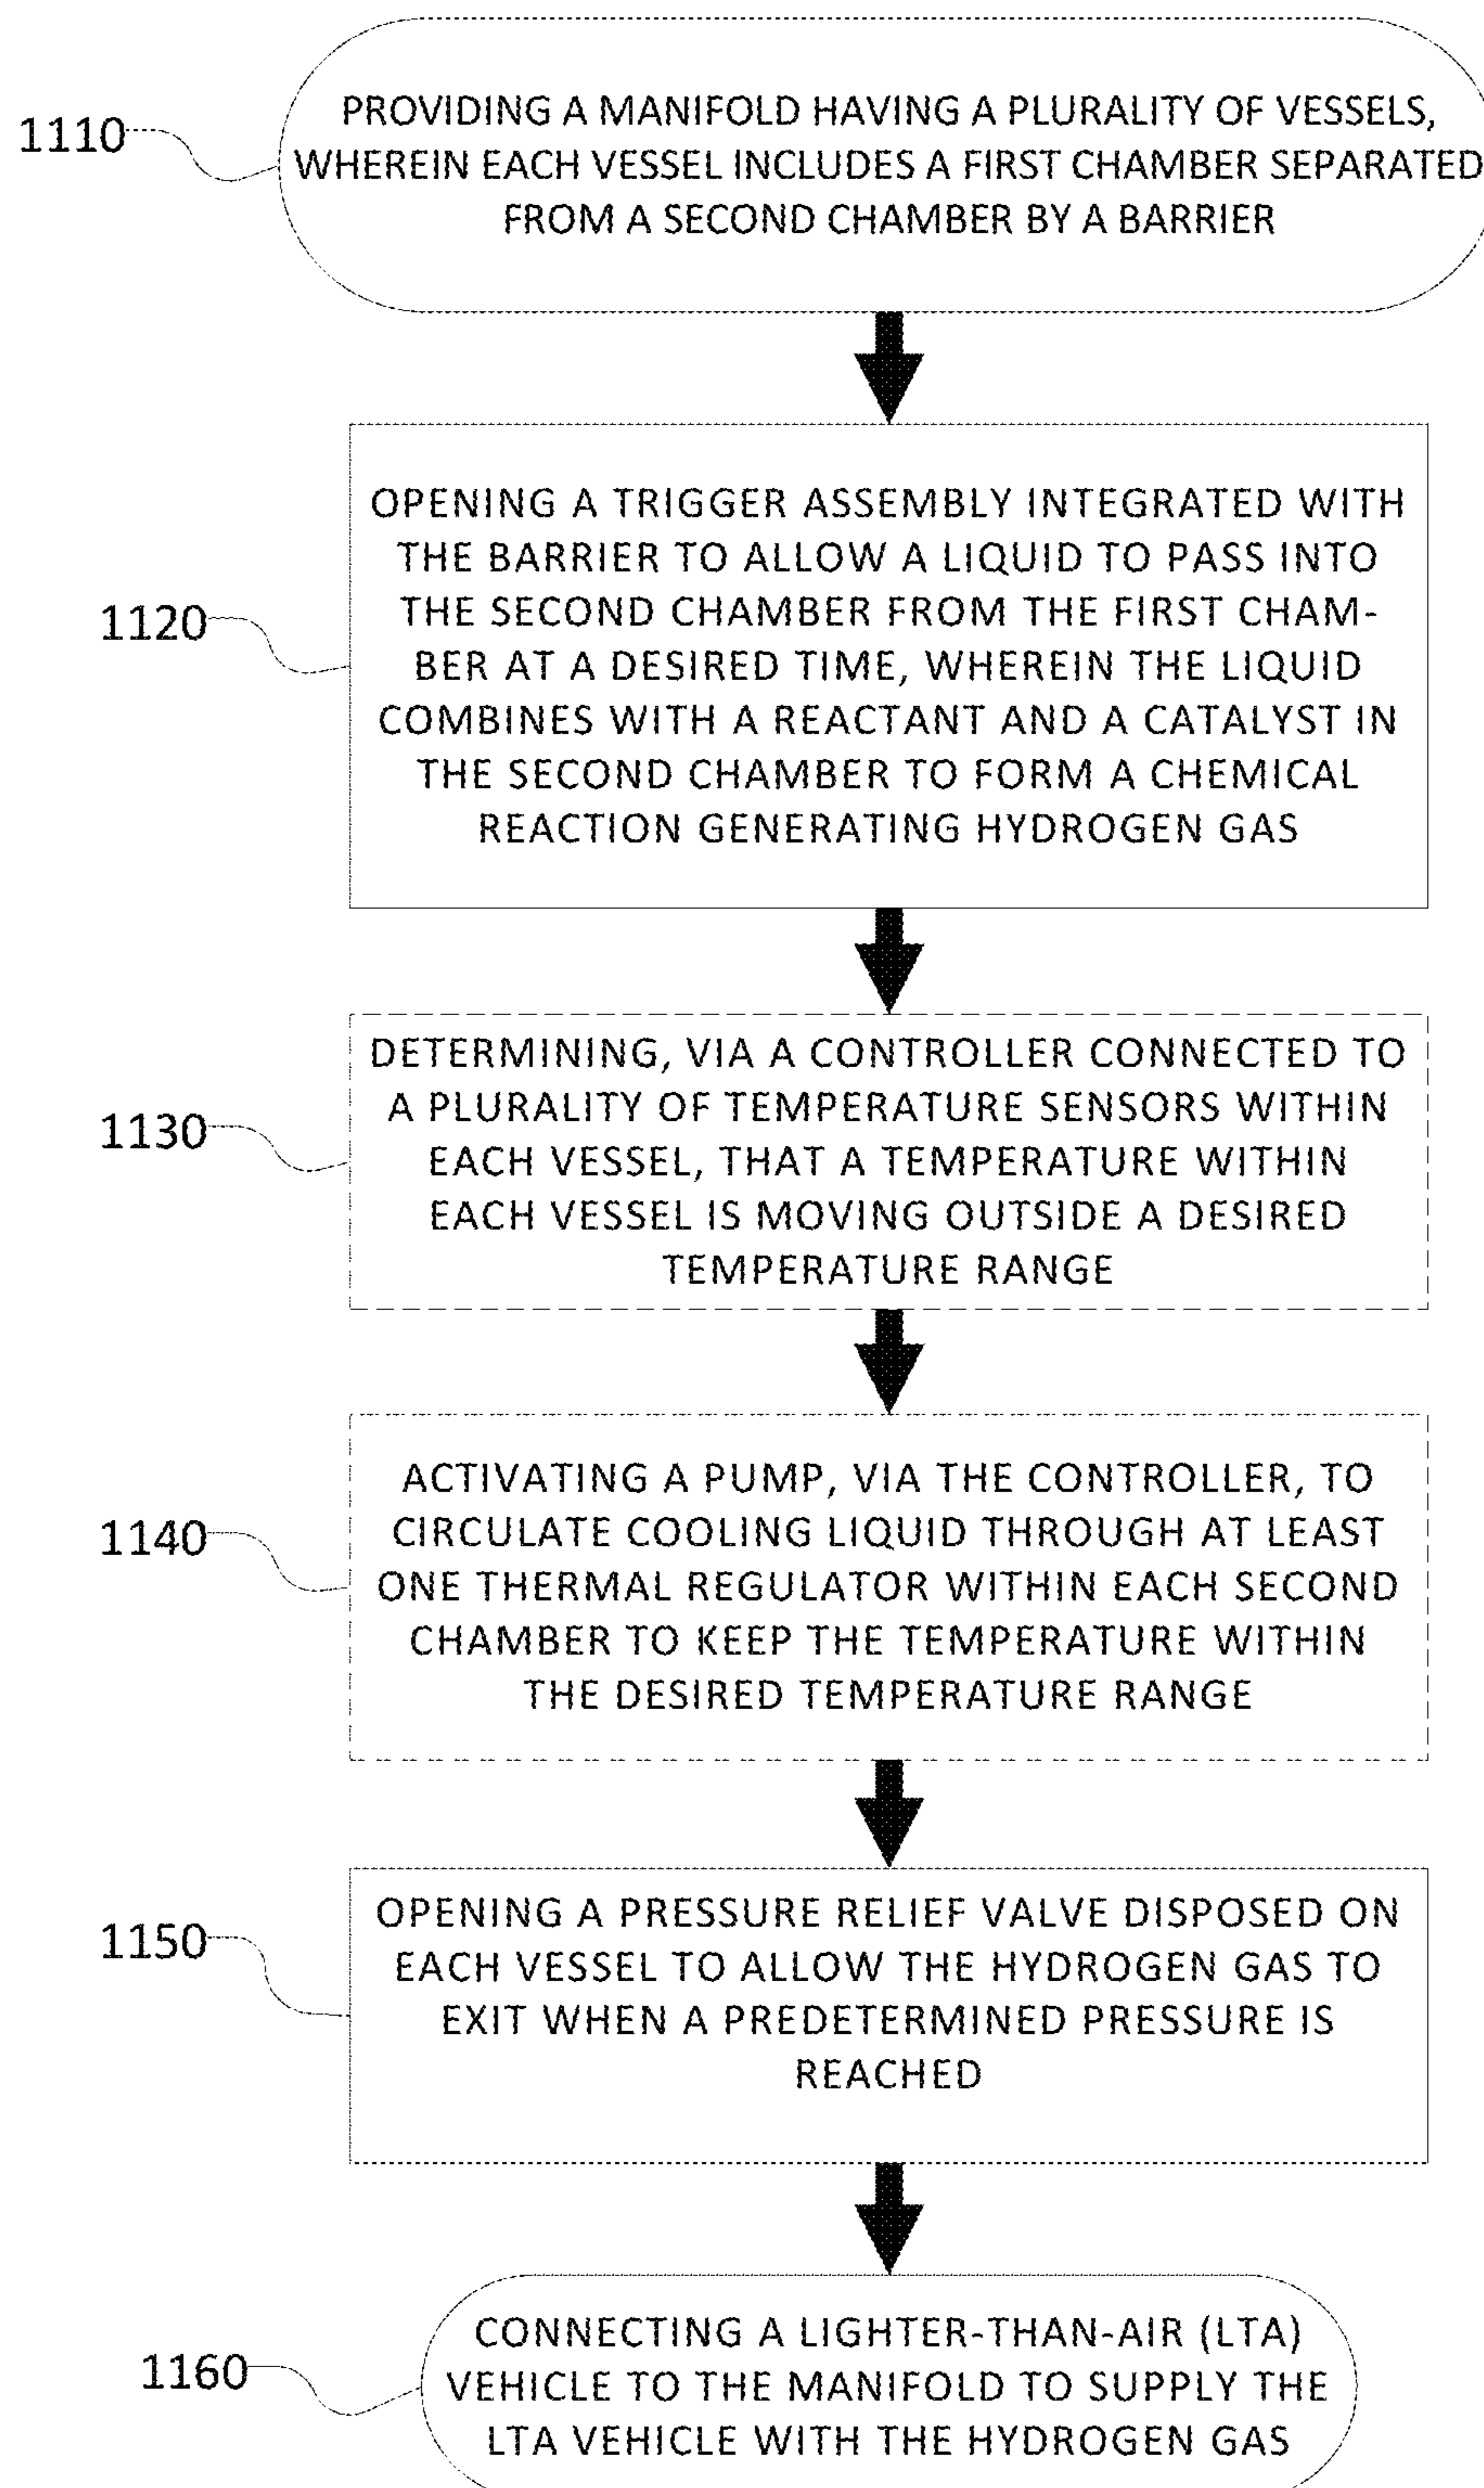 1110
PROVIDING A MANIFOLD HAVING A PLURALITY OF VESSELS,
WHEREIN EACH VESSEL INCLUDES A FIRST CHAMBER SEPARATED
FROM A SECOND CHAMBER BY A BARRIER
1120
OPENING A TRIGGER ASSEMBLY INTEGRATED WITH
THE BARRIER TO ALLOW A LIQUID TO PASS INTO
THE SECOND CHAMBER FROM THE FIRST CHAM-
BER AT A DESIRED TIME, WHEREIN THE LIQUID
COMBINES WITH A REACTANT AND A CATALYST IN
THE SECOND CHAMBER TO FORM A CHEMICAL
REACTION GENERATING HYDROGEN GAS
1130
DETERMINING, VIA A CONTROLLER CONNECTED TO
A PLURALITY OF TEMPERATURE SENSORS WITHIN
EACH VESSEL, THAT A TEMPERATURE WITHIN
EACH VESSEL IS MOVING OUTSIDE A DESIRED
TEMPERATURE RANGE
1140
ACTIVATING A PUMP, VIA THE CONTROLLER, TO
CIRCULATE COOLING LIQUID THROUGH AT LEAST
ONE THERMAL REGULATOR WITHIN EACH SECOND
CHAMBER TO KEEP THE TEMPERATURE WITHIN
THE DESIRED TEMPERATURE RANGE
1150
OPENING A PRESSURE RELIEF VALVE DISPOSED ON
EACH VESSEL TO ALLOW THE HYDROGEN GAS TO
EXIT WHEN A PREDETERMINED PRESSURE IS
REACHED
1160
CONNECTING A LIGHTER-THAN-AIR (LTA)
VEHICLE TO THE MANIFOLD TO SUPPLY THE
LTA VEHICLE WITH THE HYDROGEN GAS